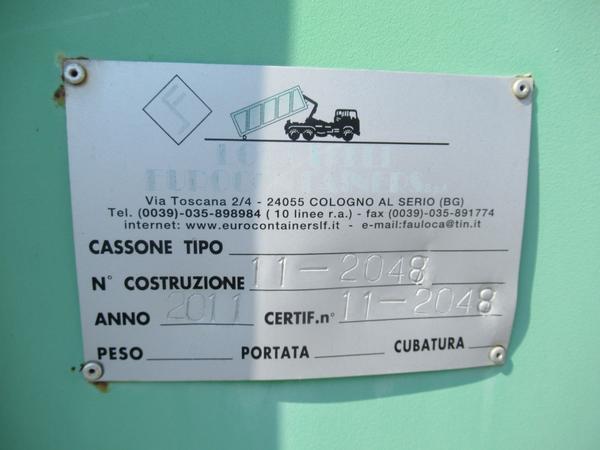 EUROCONTAINERS
Via Toscana 2/4 - 24055 COLOGNO AL SERIO (BG)
Tel. (0039)-035-898984 ( 10 linee r.a.) - fax (0039)-035-891774
internet: www.eurocontainerslf.it - e-mail:fauloca@tin.it
CASSONE TIPO
N° COSTRUZIONE 11-2048
ANNO 2011 CERTIF.n° 11-2048
PESO PORTATA CUBATURA